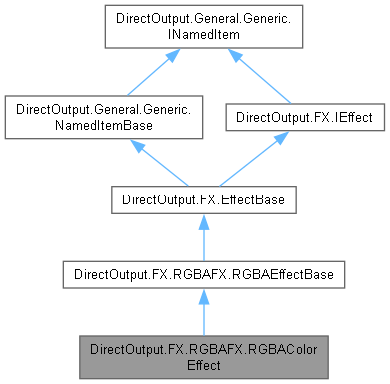 DirectOutput.General.Generic.
INamedItem
DirectOutput.General.Generic.
NamedItemBase
DirectOutput.FX.IEffect
DirectOutput.FX.EffectBase
DirectOutput.FX.RGBAFX.RGBAEffectBase
DirectOutput.FX.RGBAFX.RGBAColor
Effect